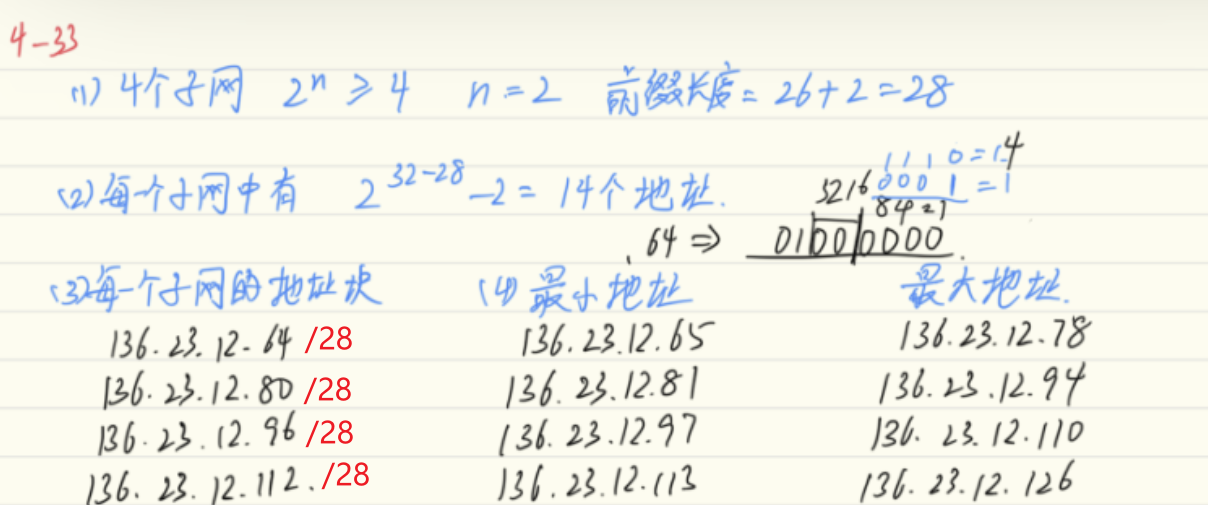 4-33
(1) 4个子网 2^n ≥ 4 n = 2 前缀长度 = 26+2=28
1110=14
(2) 每一个子网中有 2^32-28 -2 = 14个地址. 3216 0001=1
8421
.64 ⇒ 01000000.
(3) 每一个子网的地址块 (4) 最小地址 最大地址.
136.23.12.64 /28 136.23.12.65 136.23.12.78
136.23.12.80 /28 136.23.12.81 136.23.12.94
136.23.12.96 /28 136.23.12.97 136.23.12.110
136.23.12.112. /28 136.23.12.113 136.23.12.126